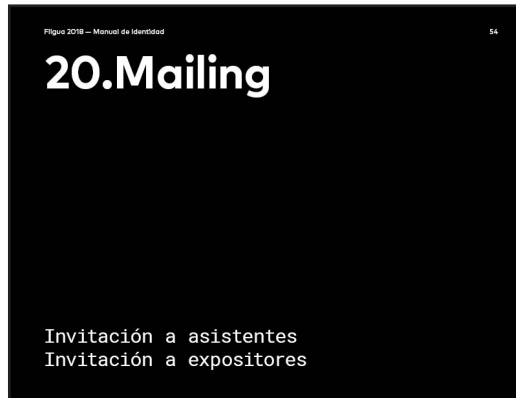 Filgua 2018 — Manual de Identidad
54
20.Mailing
Invitación a asistentes
Invitación a expositores